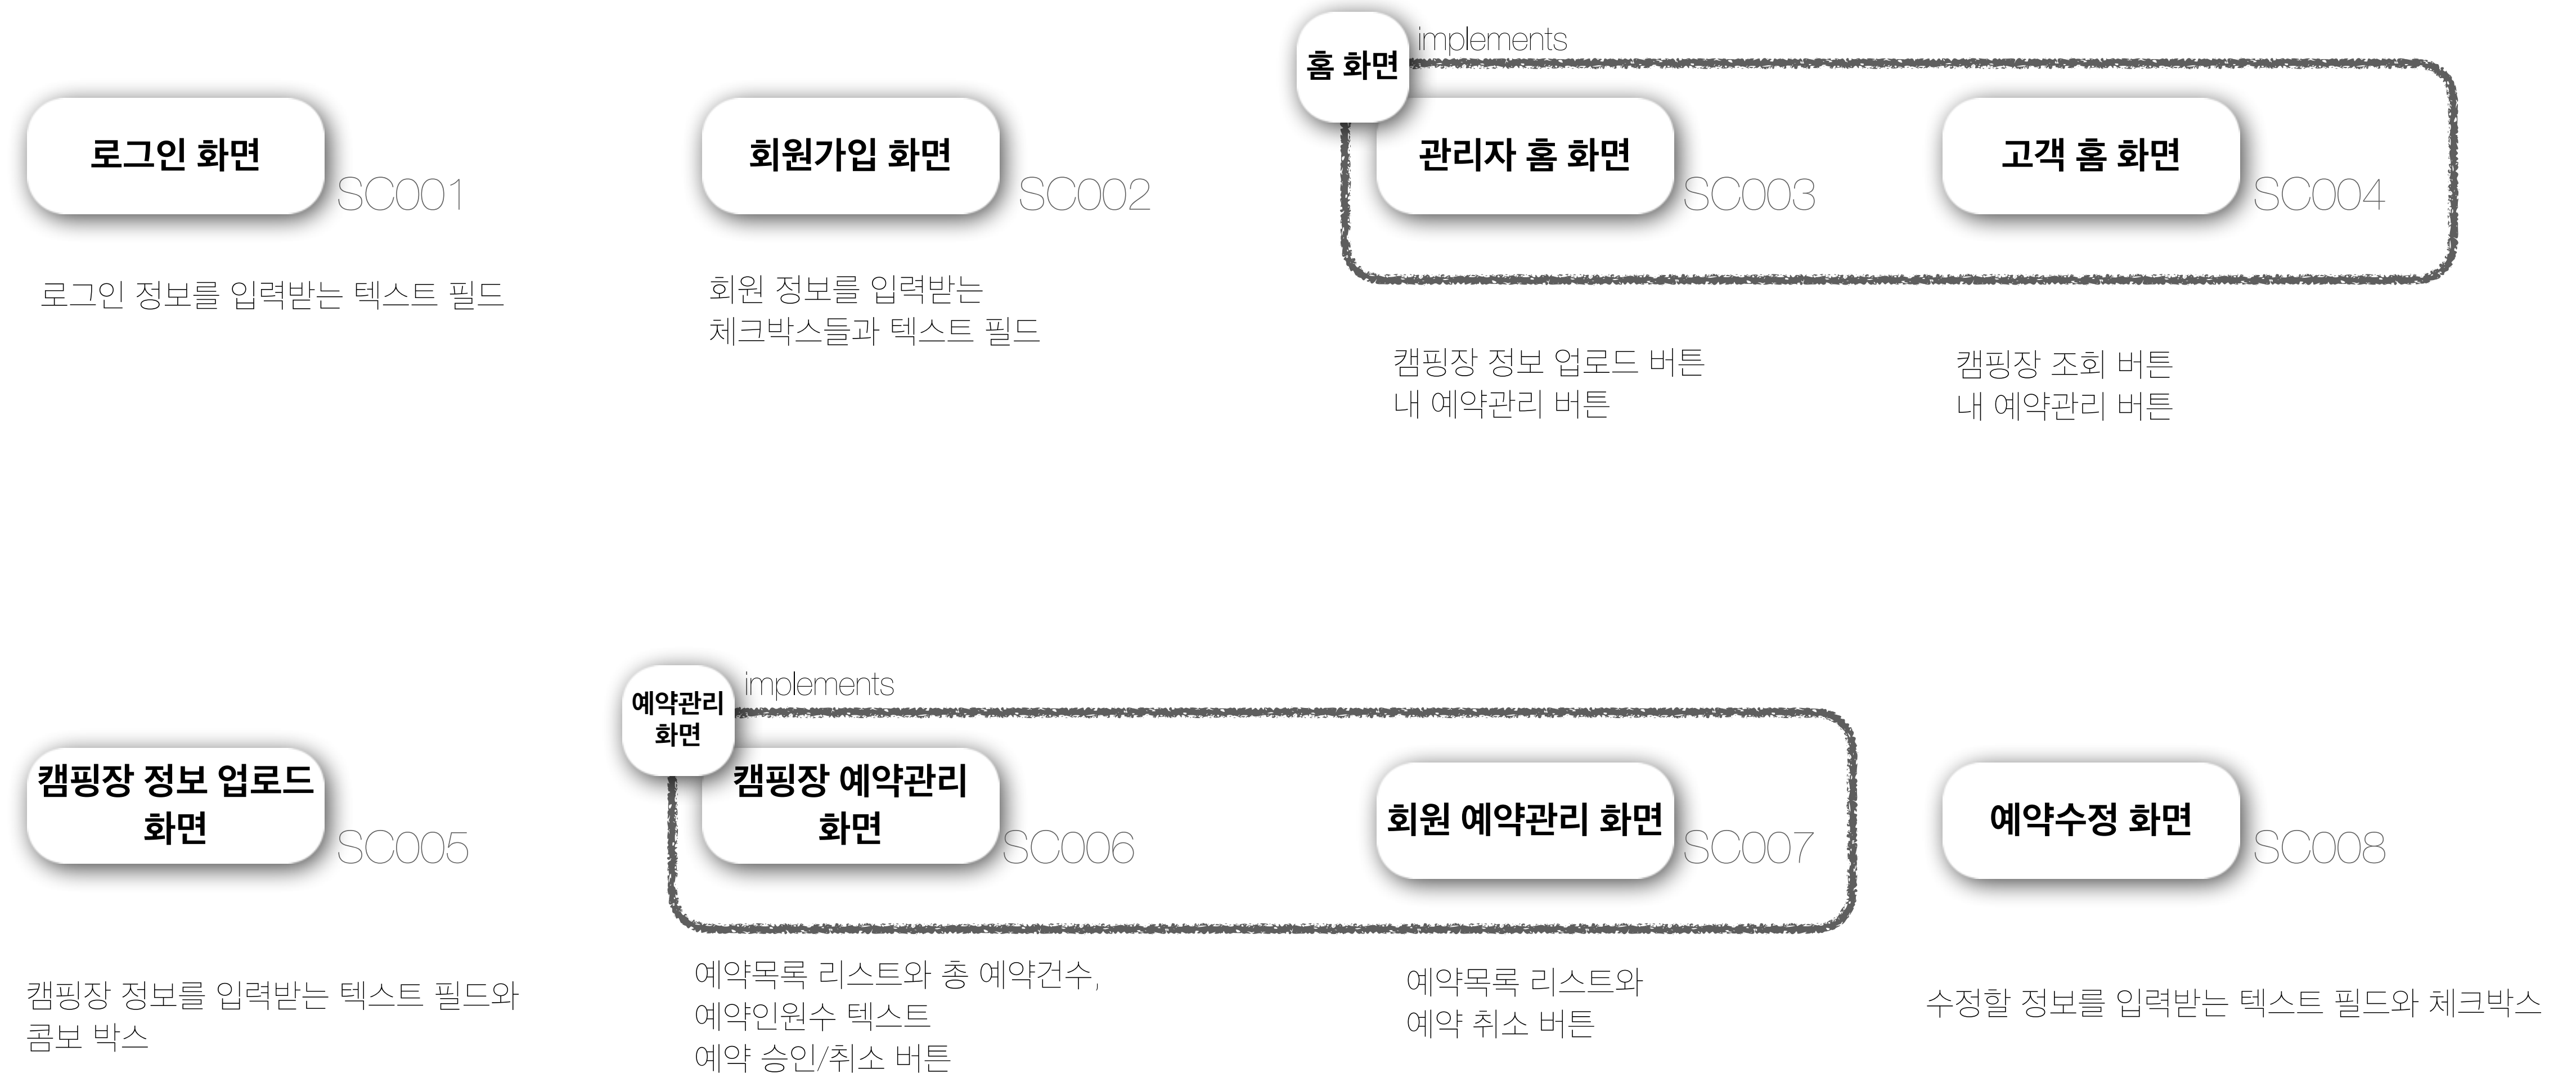 로그인 화면
SC001
로그인 정보를 입력받는 텍스트 필드
회원가입 화면
SC002
회원 정보를 입력받는
체크박스들과 텍스트 필드
홈 화면
implements
관리자 홈 화면
SC003
캠핑장 정보 업로드 버튼
내 예약관리 버튼
고객 홈 화면
SC004
캠핑장 조회 버튼
내 예약관리 버튼
캠핑장 정보 업로드
화면
SC005
캠핑장 정보를 입력받는 텍스트 필드와
콤보 박스
예약관리
화면
implements
캠핑장 예약관리
화면
SC006
예약목록 리스트와 총 예약건수,
예약인원수 텍스트
예약 승인/취소 버튼
회원 예약관리 화면
SC007
예약목록 리스트와
예약 취소 버튼
예약수정 화면
SC008
수정할 정보를 입력받는 텍스트 필드와 체크박스